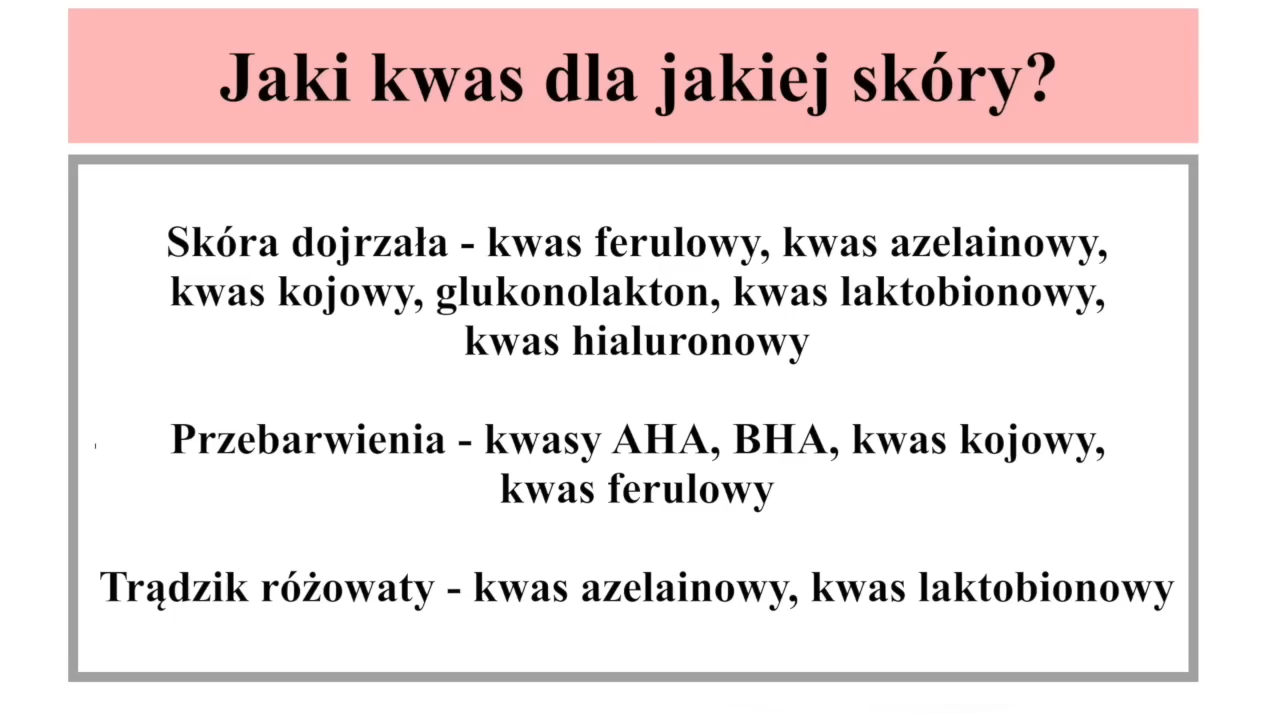 Jaki kwas dla jakiej skóry?
Skóra dojrzała - kwas ferulowy, kwas azelainowy,
kwas kojowy, glukonolakton, kwas laktobionowy,
kwas hialuronowy
Przebarwienia - kwasy AHA, BHA, kwas kojowy,
kwas ferulowy
Trądzik różowaty - kwas azelainowy, kwas laktobionowy